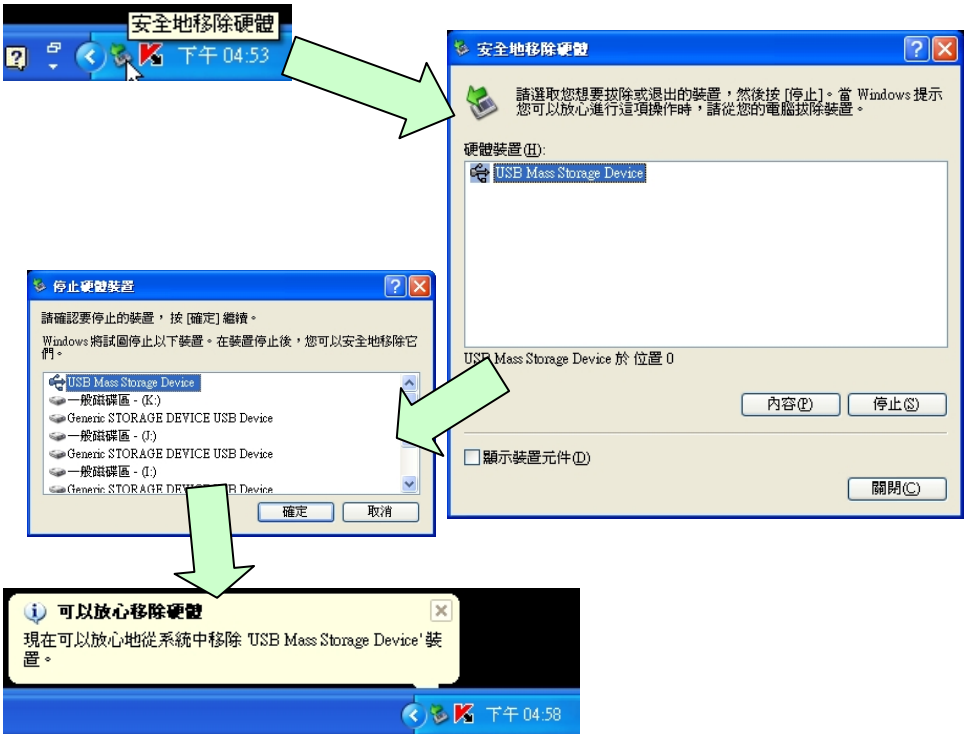 安全地移除硬體
下午 04:53
安全地移除硬體
請選取您想要拔除或退出的裝置，然後按 [停止]。當 Windows 提示
您可以放心進行這項操作時，請從您的電腦拔除裝置。
硬體裝置(H):
USB Mass Storage Device
USB Mass Storage Device 於 位置 0
內容(P)
停止(S)
顯示裝置元件(D)
關閉(C)
停止硬體裝置
請確認要停止的裝置，按 [確定] 繼續。
Windows 將試圖停止以下裝置。在裝置停止後，您可以安全地移除它
們。
USB Mass Storage Device
一般磁碟區 - (K:)
Generic STORAGE DEVICE USB Device
一般磁碟區 - (J:)
Generic STORAGE DEVICE USB Device
一般磁碟區 - (I:)
Generic STORAGE DEVICE USB Device
確定
取消
可以放心移除硬體
現在可以放心地從系統中移除 'USB Mass Storage Device' 裝
置。
下午 04:58